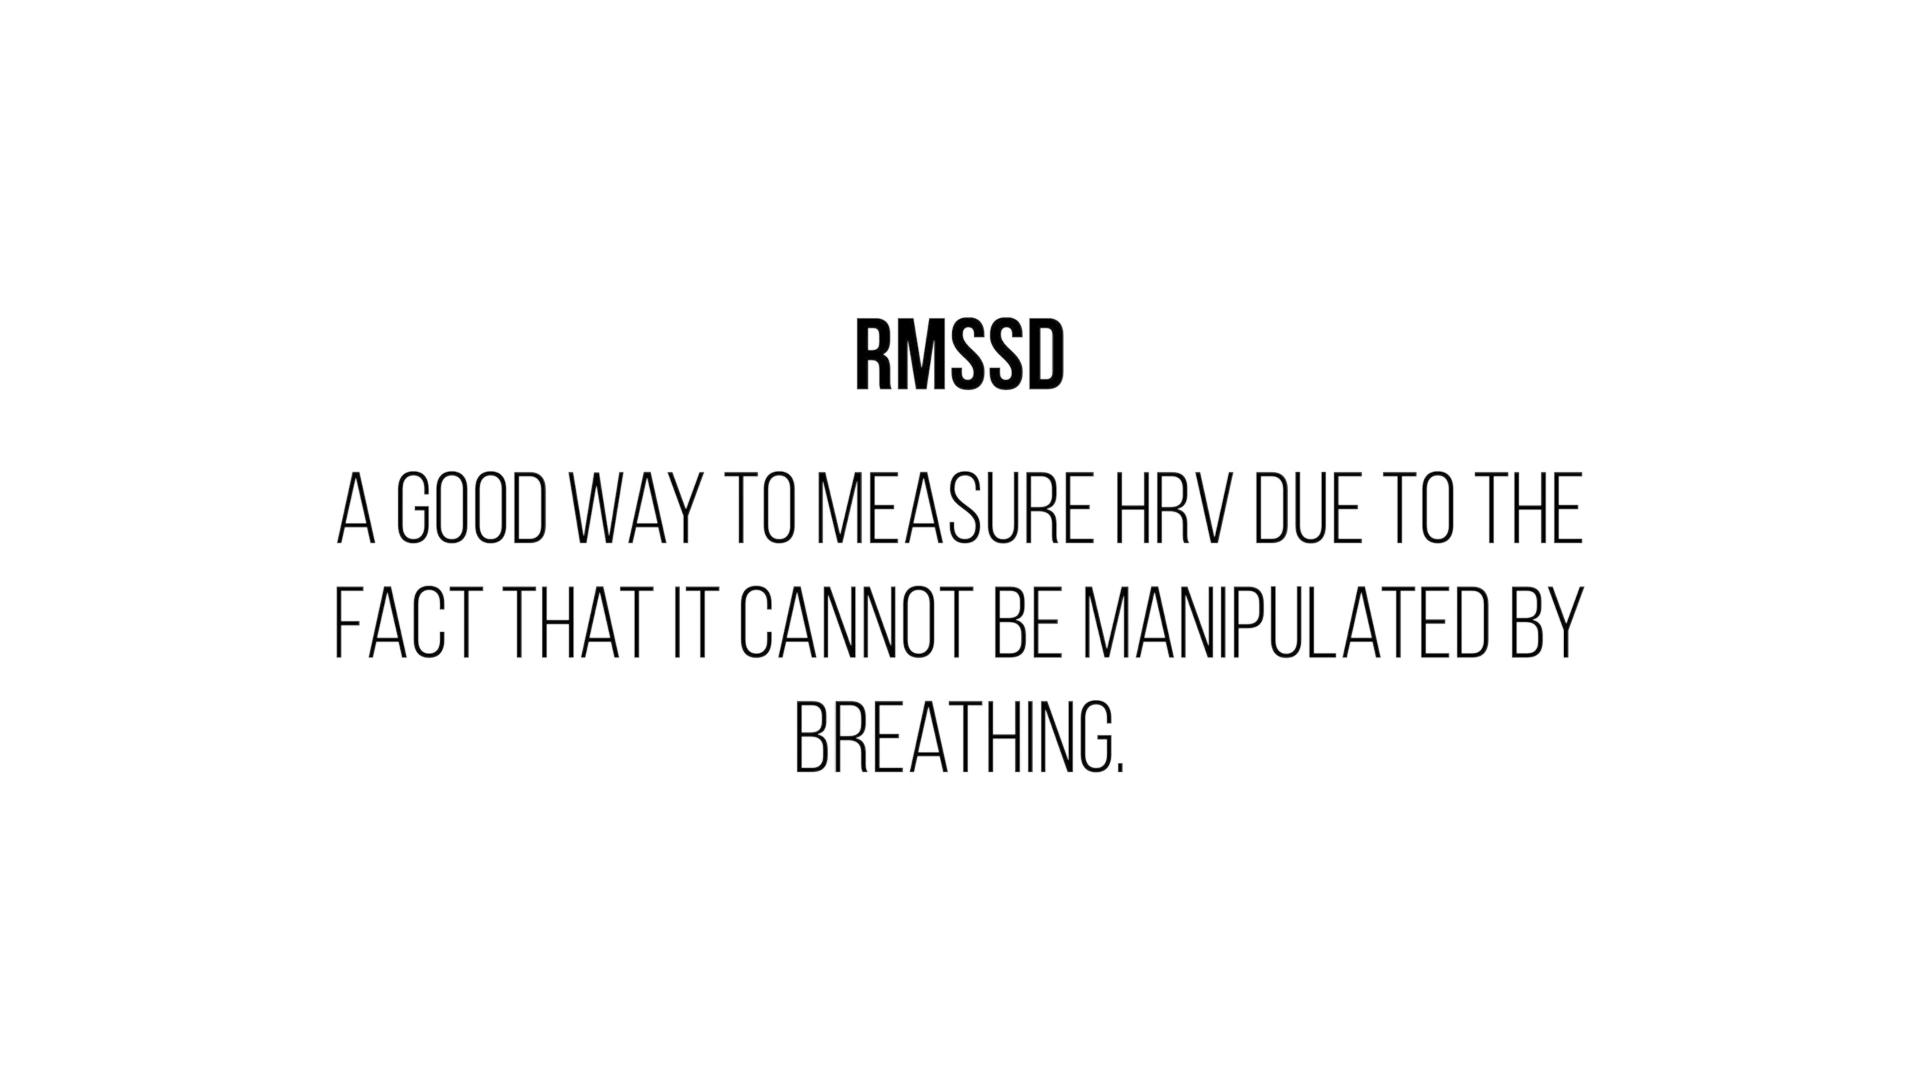 RMSSD
A GOOD WAY TO MEASURE HRV DUE TO THE
FACT THAT IT CANNOT BE MANIPULATED BY
BREATHING.